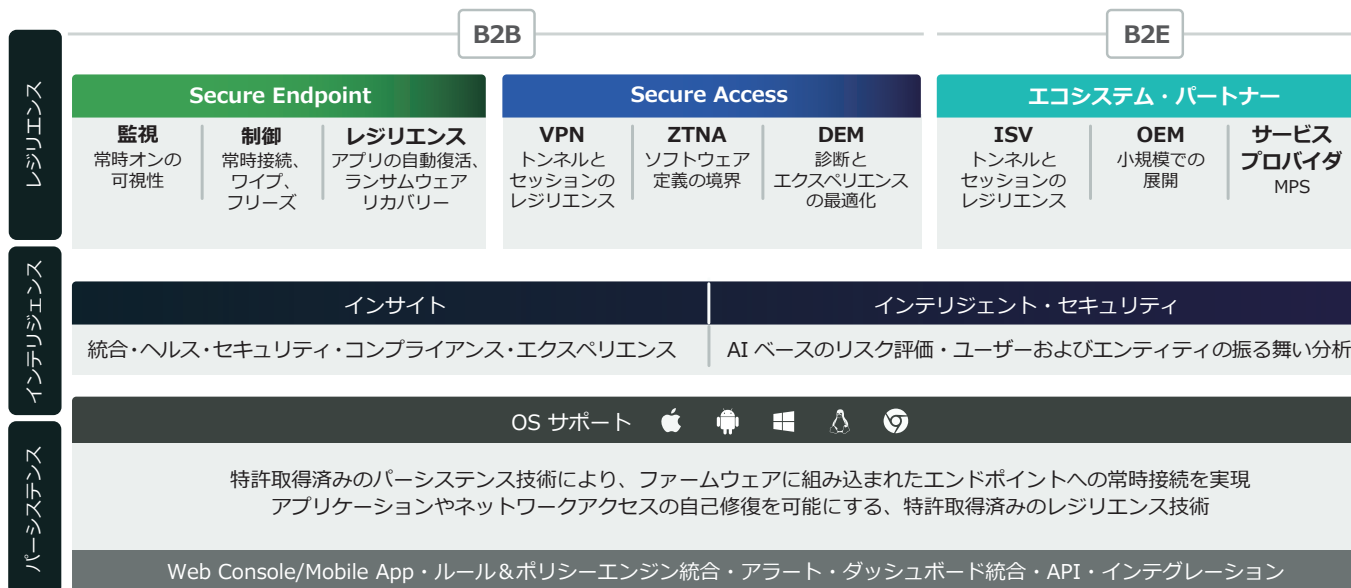 B2B
B2E
レジリエンス
Secure Endpoint
監視
常時オンの
可視性
制御
常時接続、
ワイプ、
フリーズ
レジリエンス
アプリの自動復活、
ランサムウェア
リカバリー
Secure Access
VPN
トンネルと
セッションの
レジリエンス
ZTNA
ソフトウェア
定義の境界
DEM
診断と
エクスペリエンス
の最適化
エコシステム・パートナー
ISV
トンネルと
セッションの
レジリエンス
OEM
小規模での
展開
サービス
プロバイダ
MPS
インテリジェンス
インサイト
統合・ヘルス・セキュリティ・コンプライアンス・エクスペリエンス
インテリジェント・セキュリティ
AI ベースのリスク評価・ユーザーおよびエンティティの振る舞い分析
パーシステンス
OS サポート
特許取得済みのパーシステンス技術により、ファームウェアに組み込まれたエンドポイントへの常時接続を実現
アプリケーションやネットワークアクセスの自己修復を可能にする、特許取得済みのレジリエンス技術
Web Console/Mobile App・ルール＆ポリシーエンジン統合・アラート・ダッシュボード統合・API・インテグレーション